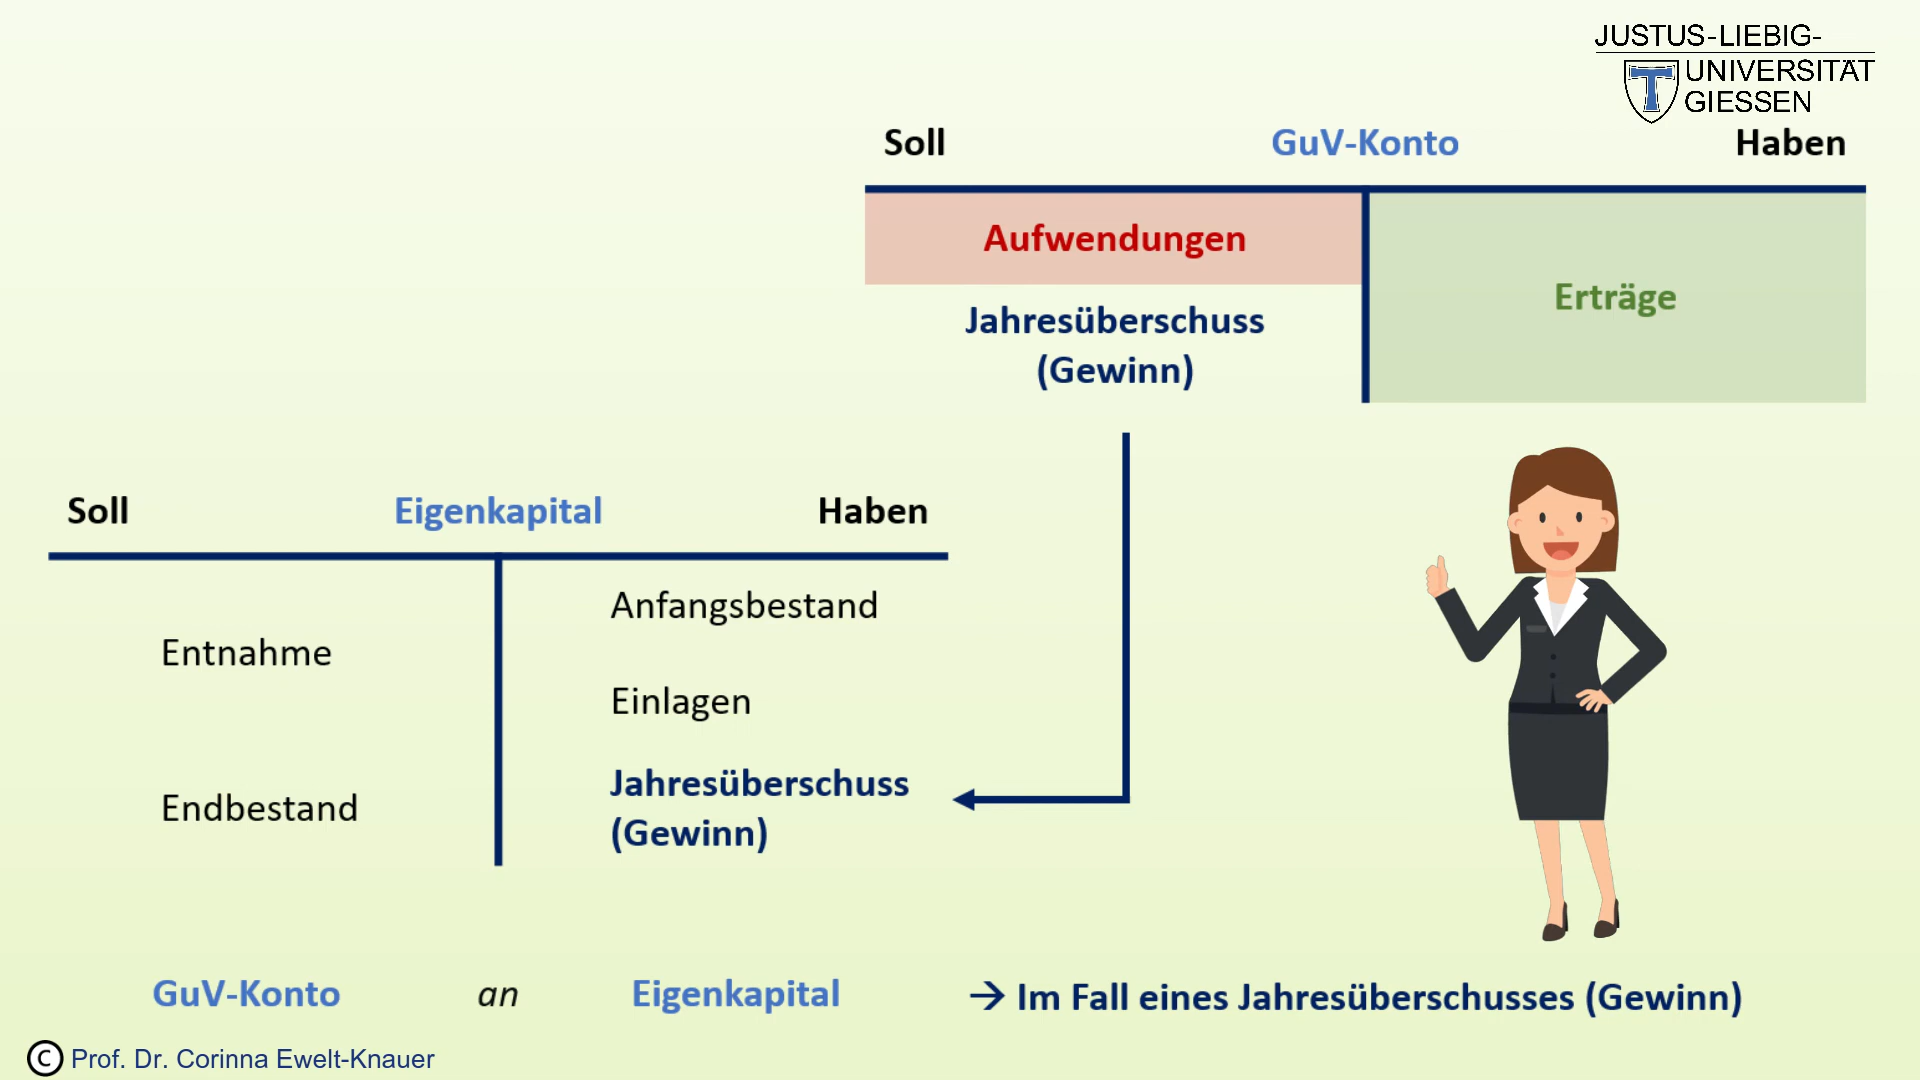 JUSTUS-LIEBIG-
UNIVERSITÄT
GIESSEN
Soll GuV-Konto Haben
Aufwendungen
Erträge
Jahresüberschuss
(Gewinn)
Soll Eigenkapital Haben
Anfangsbestand
Entnahme
Einlagen
Jahresüberschuss
(Gewinn)
Endbestand
GuV-Konto an Eigenkapital → Im Fall eines Jahresüberschusses (Gewinn)
© Prof. Dr. Corinna Ewelt-Knauer